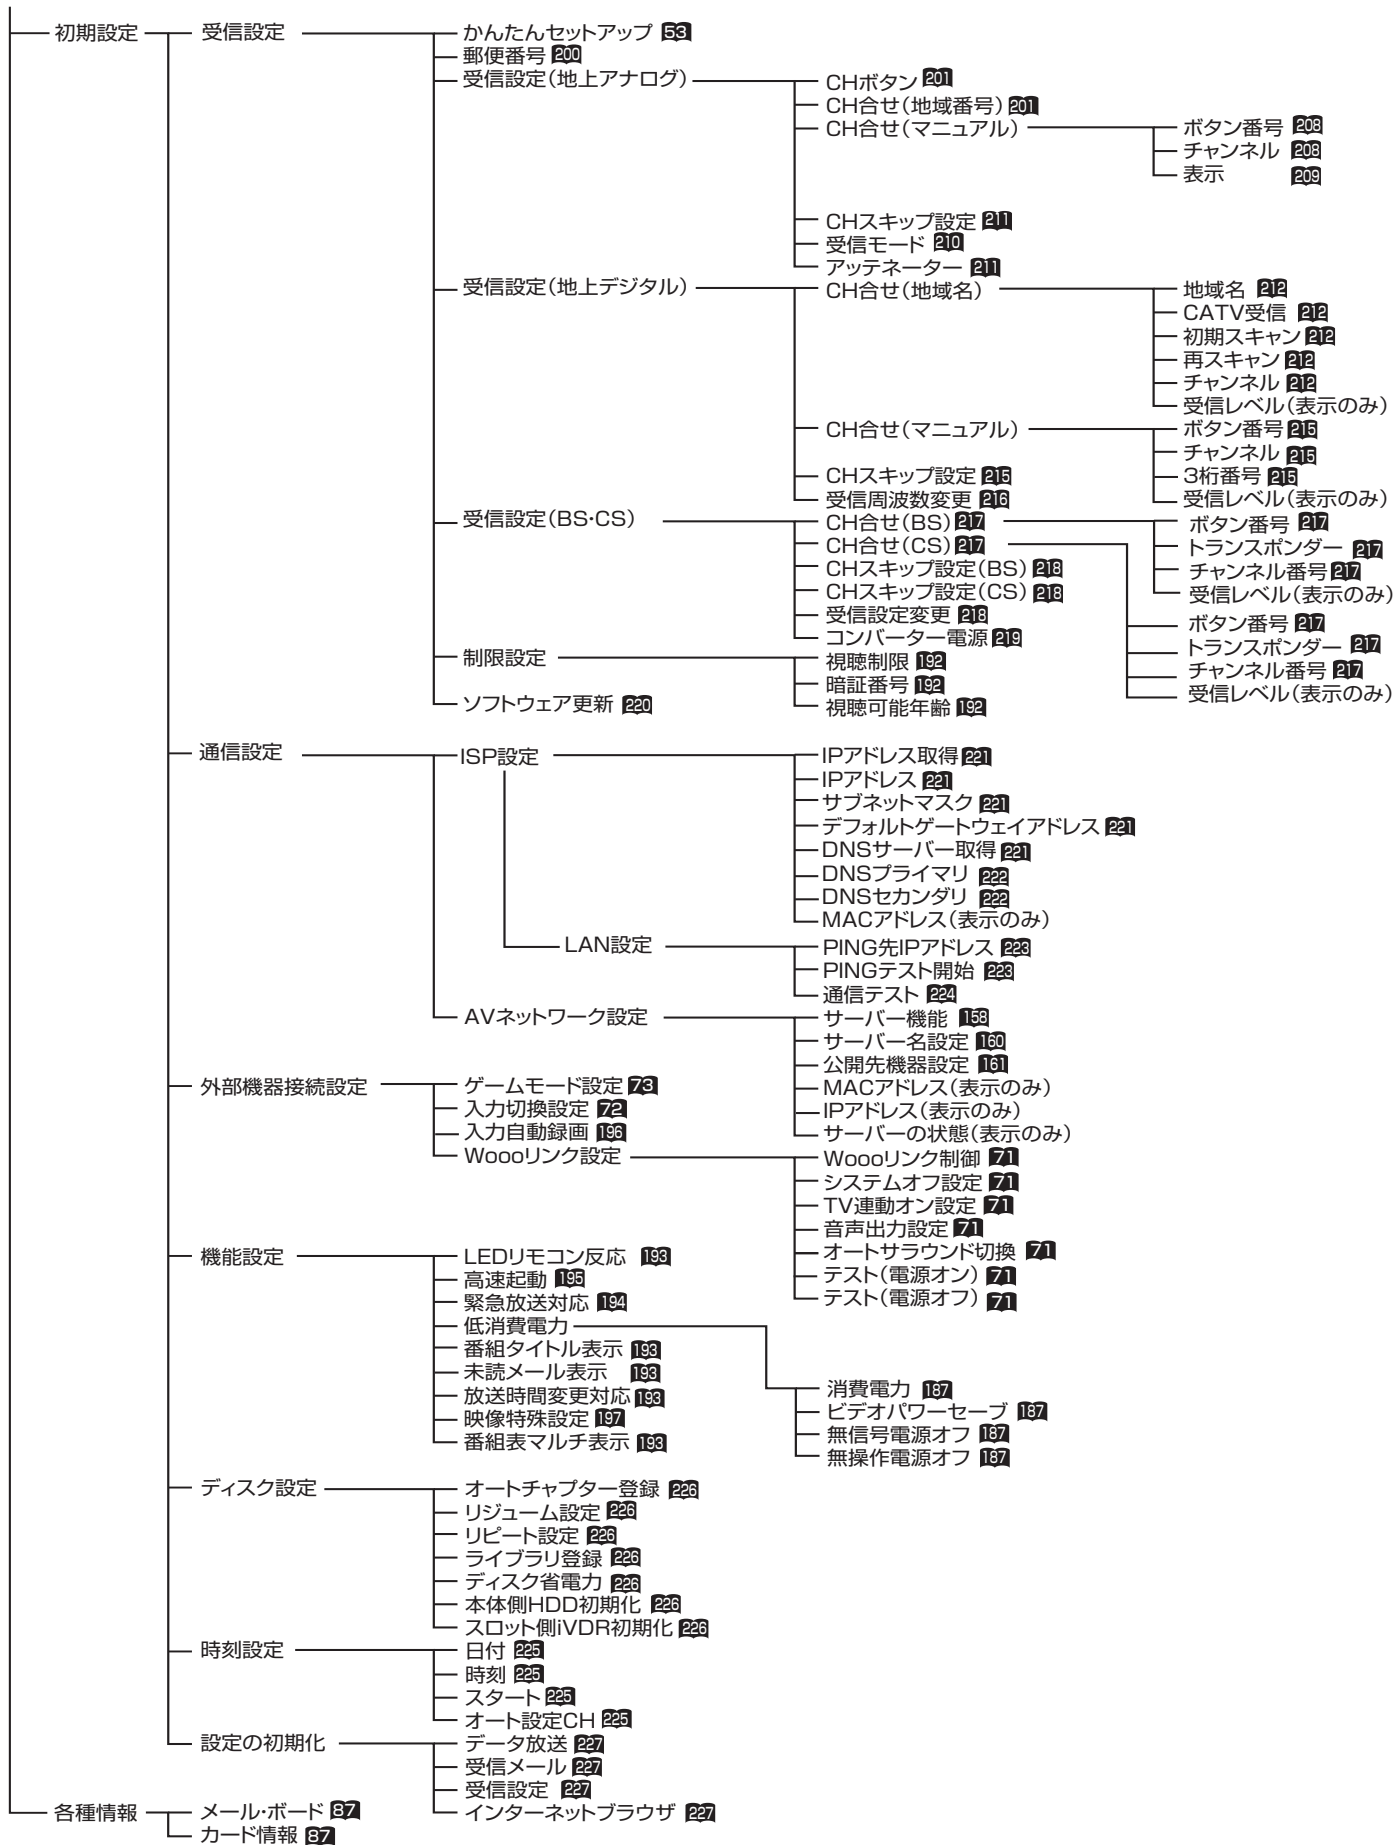 初期設定
受信設定
かんたんセットアップ 53
郵便番号 200
受信設定(地上アナログ)
CHボタン 201
CH合せ(地域番号) 201
CH合せ(マニュアル)
ボタン番号 208
チャンネル 208
表示 209
CHスキップ設定 211
受信モード 210
アッテネーター 211
受信設定(地上デジタル)
CH合せ(地域名)
地域名 212
CATV受信 212
初期スキャン 212
再スキャン 212
チャンネル 212
受信レベル(表示のみ)
CH合せ(マニュアル)
ボタン番号 215
チャンネル 215
3桁番号 215
受信レベル(表示のみ)
CHスキップ設定 215
受信周波数変更 216
受信設定(BS・CS)
CH合せ(BS) 217
ボタン番号 217
トランスポンダー 217
チャンネル番号 217
受信レベル(表示のみ)
CH合せ(CS) 217
ボタン番号 217
トランスポンダー 217
チャンネル番号 217
受信レベル(表示のみ)
CHスキップ設定(BS) 218
CHスキップ設定(CS) 218
受信設定変更 218
コンバーター電源 219
制限設定
視聴制限 192
暗証番号 192
視聴可能年齢 192
ソフトウェア更新 220
通信設定
ISP設定
IPアドレス取得 221
IPアドレス 221
サブネットマスク 221
デフォルトゲートウェイアドレス 221
DNSサーバー取得 221
DNSプライマリ 222
DNSセカンダリ 222
MACアドレス(表示のみ)
LAN設定
PING先IPアドレス 223
PINGテスト開始 223
通信テスト 224
AVネットワーク設定
サーバー機能 158
サーバー名設定 160
公開先機器設定 161
MACアドレス(表示のみ)
IPアドレス(表示のみ)
サーバーの状態(表示のみ)
外部機器接続設定
ゲームモード設定 73
入力切換設定 72
入力自動録画 196
Woooリンク設定
Woooリンク制御 71
システムオフ設定 71
TV連動オン設定 71
音声出力設定 71
オートサラウンド切換 71
テスト(電源オン) 71
テスト(電源オフ) 71
機能設定
LEDリモコン反応 193
高速起動 195
緊急放送対応 194
低消費電力
消費電力 187
ビデオパワーセーブ 187
無信号電源オフ 187
無操作電源オフ 187
番組タイトル表示 193
未読メール表示 193
放送時間変更対応 193
映像特殊設定 197
番組表マルチ表示 193
ディスク設定
オートチャプター登録 226
リジューム設定 226
リピート設定 226
ライブラリ登録 226
ディスク省電力 226
本体側HDD初期化 226
スロット側iVDR初期化 226
時刻設定
日付 225
時刻 225
スタート 225
オート設定CH 225
設定の初期化
データ放送 227
受信メール 227
受信設定 227
インターネットブラウザ 227
各種情報
メール・ボード 87
カード情報 87